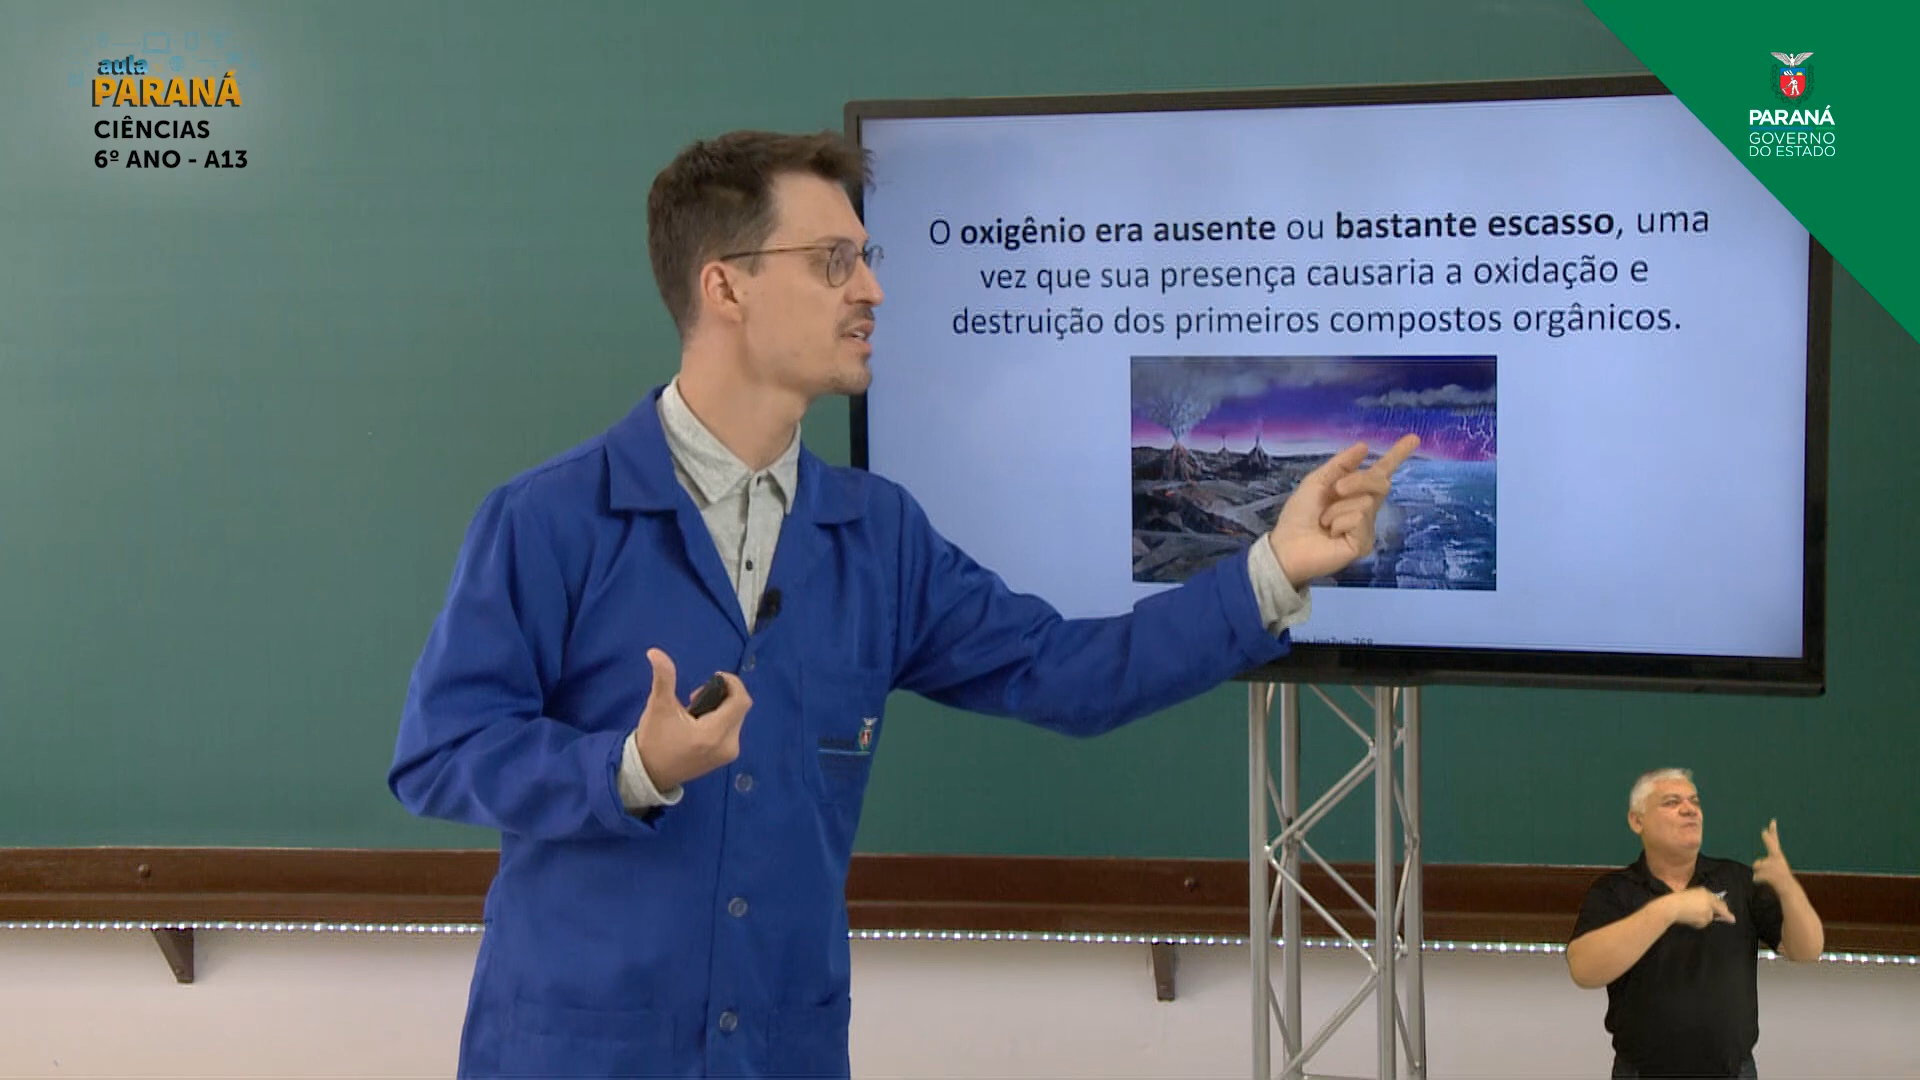 aula
PARANÁ
CIÊNCIAS
6º ANO - A13
PARANÁ
GOVERNO
DO ESTADO
O oxigênio era ausente ou bastante escasso, uma
vez que sua presença causaria a oxidação e
destruição dos primeiros compostos orgânicos.